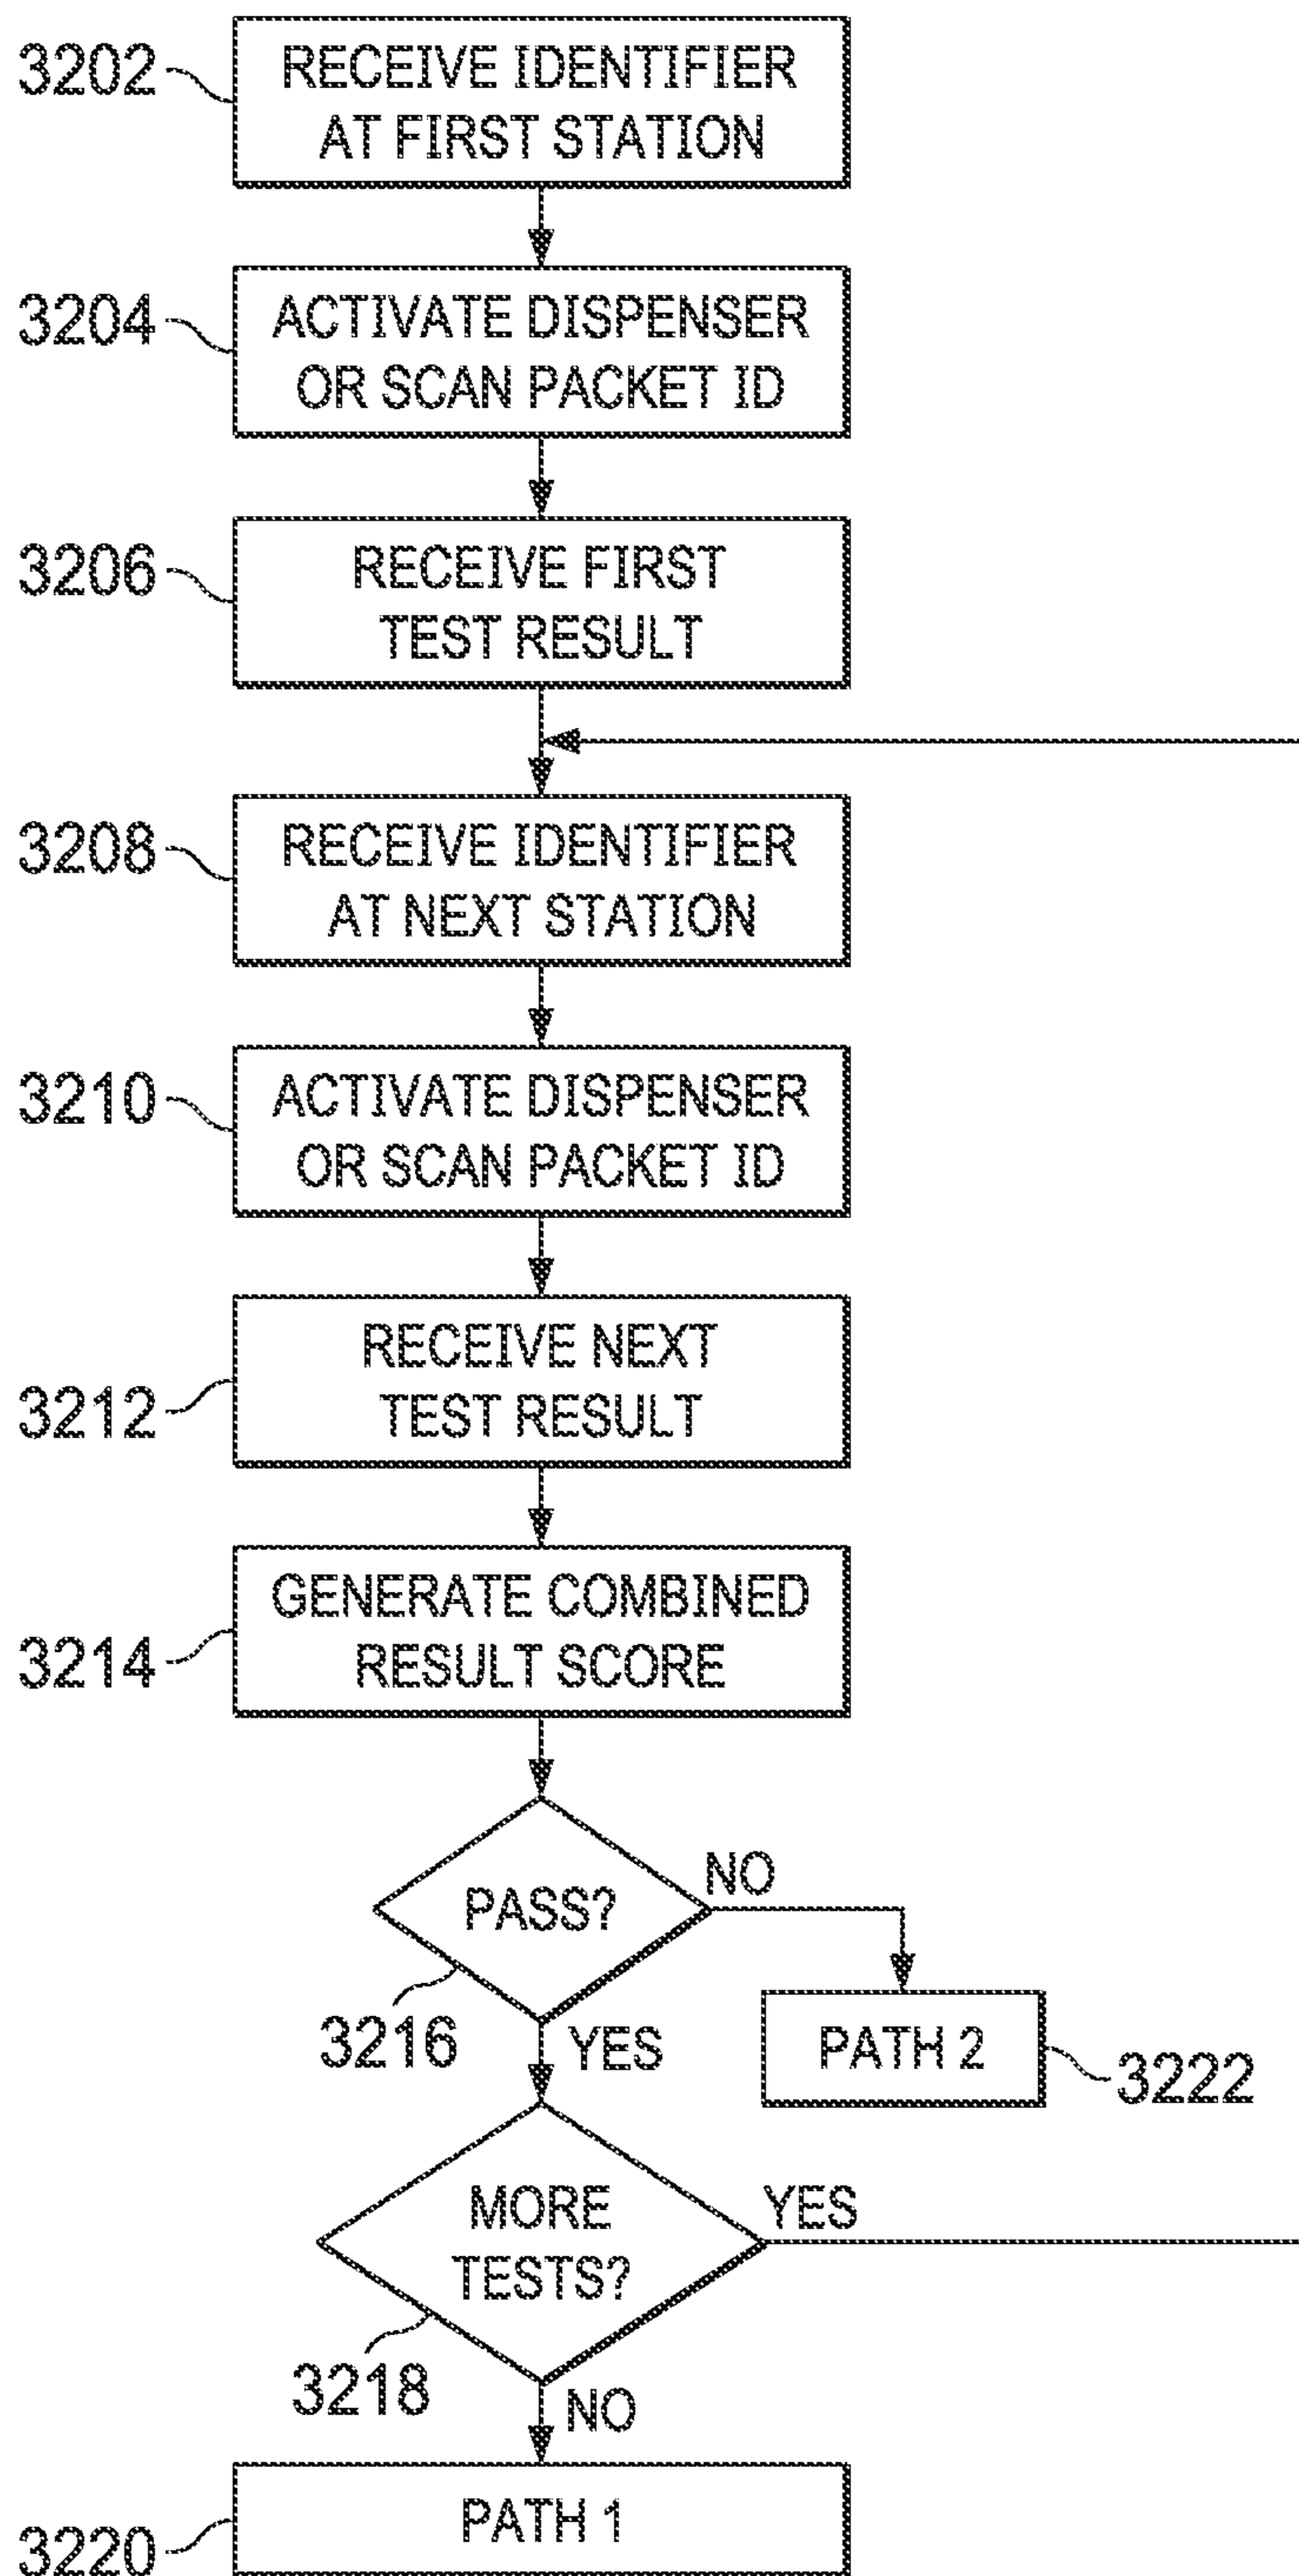 3202
RECEIVE IDENTIFIER
AT FIRST STATION
3204
ACTIVATE DISPENSER
OR SCAN PACKET ID
3206
RECEIVE FIRST
TEST RESULT
3208
RECEIVE IDENTIFIER
AT NEXT STATION
3210
ACTIVATE DISPENSER
OR SCAN PACKET ID
3212
RECEIVE NEXT
TEST RESULT
3214
GENERATE COMBINED
RESULT SCORE
PASS?
NO
3216
YES
PATH 2
3222
MORE
TESTS?
YES
3218
NO
PATH 1
3220